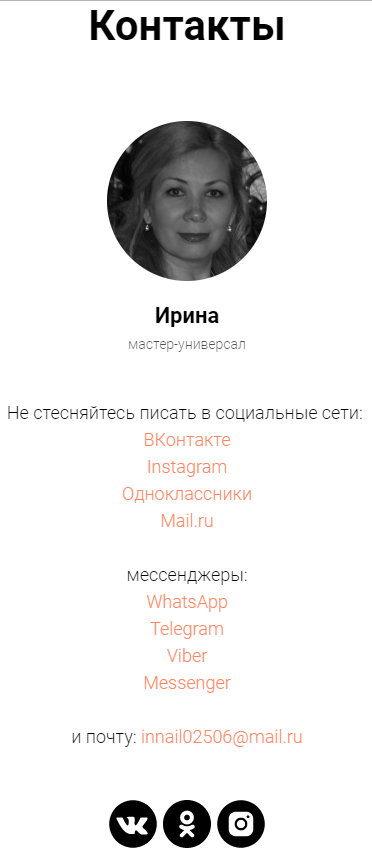 Контакты
Ирина
мастер-универсал
Не стесняйтесь писать в социальные сети:
ВКонтакте
Instagram
Одноклассники
Mail.ru
мессенджеры:
WhatsApp
Telegram
Viber
Messenger
и почту: innail02506@mail.ru